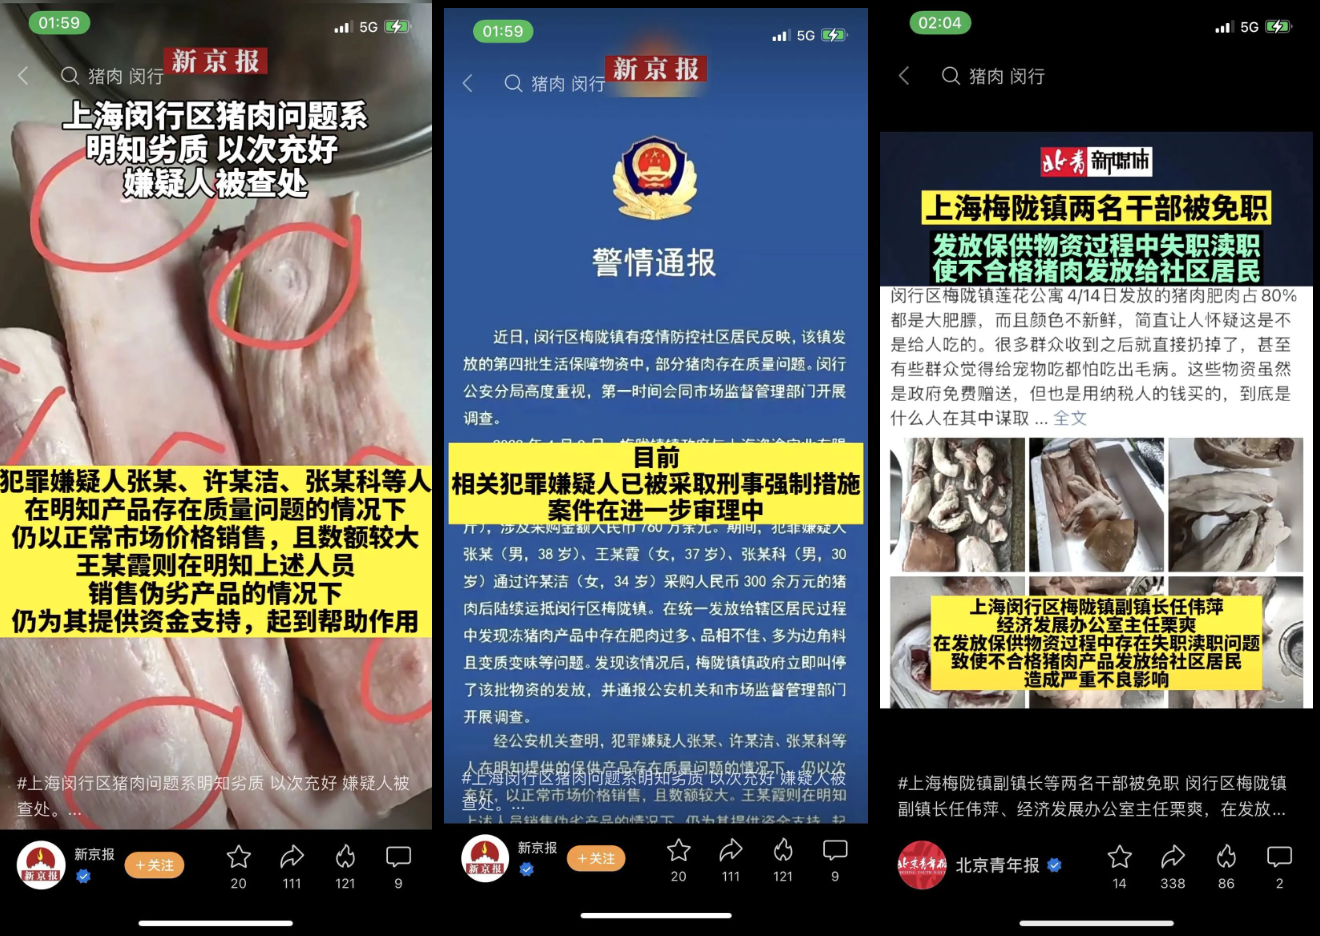 01:59
5G
新京报
猪肉 闵行
上海闵行区猪肉问题系
明知劣质 以次充好
嫌疑人被查处
犯罪嫌疑人张某、许某洁、张某科等人
在明知产品存在质量问题的情况下
仍以正常市场价格销售，且数额较大
王某霞则在明知上述人员
销售伪劣产品的情况下
仍为其提供资金支持，起到帮助作用
#上海闵行区猪肉问题系明知劣质 以次充好 嫌疑人被
查处。...
新京报
新京报
+关注
20
111
121
9
01:59
5G
新京报
猪肉 闵行
警情通报
近日，闵行区梅陇镇有疫情防控社区居民反映，该镇发
放的第四批生活保障物资中，部分猪肉存在质量问题。闵行
公安分局高度重视，第一时间会同市场监督管理部门开展
调查。
目前
相关犯罪嫌疑人已被采取刑事强制措施
案件在进一步审理中
斤），涉及采购金额人民币 760 万余元。期间，犯罪嫌疑人
张某（男，38 岁）、王某霞（女，37 岁）、张某科（男，30
岁）通过许某洁（女，34 岁）采购人民币 300 余万元的猪
肉后陆续运抵闵行区梅陇镇。在统一发放给辖区居民过程
中发现冻猪肉产品中存在肥肉过多、品相不佳、多为边角料
且变质变味等问题。发现该情况后，梅陇镇镇政府立即叫停
了该批物资的发放，并通报公安机关和市场监督管理部门
开展调查。
经公安机关查明，犯罪嫌疑人张某、许某洁、张某科等
人在明知提供的保供产品存在质量问题的情况下，仍以次
#上海闵行区猪肉问题系明知劣质 以次充好 嫌疑人被
充好，以正常市场价格销售，且数额较大。王某霞则在明知
查处。...
上述人员销售伪劣产品的情况下，仍为其提供资金支持，起
新京报
新京报
+关注
20
111
121
9
02:04
5G
猪肉 闵行
北青 新媒体
上海梅陇镇两名干部被免职
发放保供物资过程中失职渎职
使不合格猪肉发放给社区居民
闵行区梅陇镇莲花公寓4/14日发放的猪肉肥肉占80%
都是大肥膘，而且颜色不新鲜，简直让人怀疑这是不
是给人吃的。很多群众收到之后就直接扔掉了，甚至
有些群众觉得给宠物吃都怕吃出毛病。这些物资虽然
是政府免费赠送，但也是用纳税人的钱买的，到底是
什么人在其中谋取 ... 全文
上海闵行区梅陇镇副镇长任伟萍
经济发展办公室主任栗爽
在发放保供物资过程中存在失职渎职问题
致使不合格猪肉产品发放给社区居民
造成严重不良影响
#上海梅陇镇副镇长等两名干部被免职 闵行区梅陇镇
副镇长任伟萍、经济发展办公室主任栗爽，在发放...
北京青年报
北京青年报
14
338
86
2